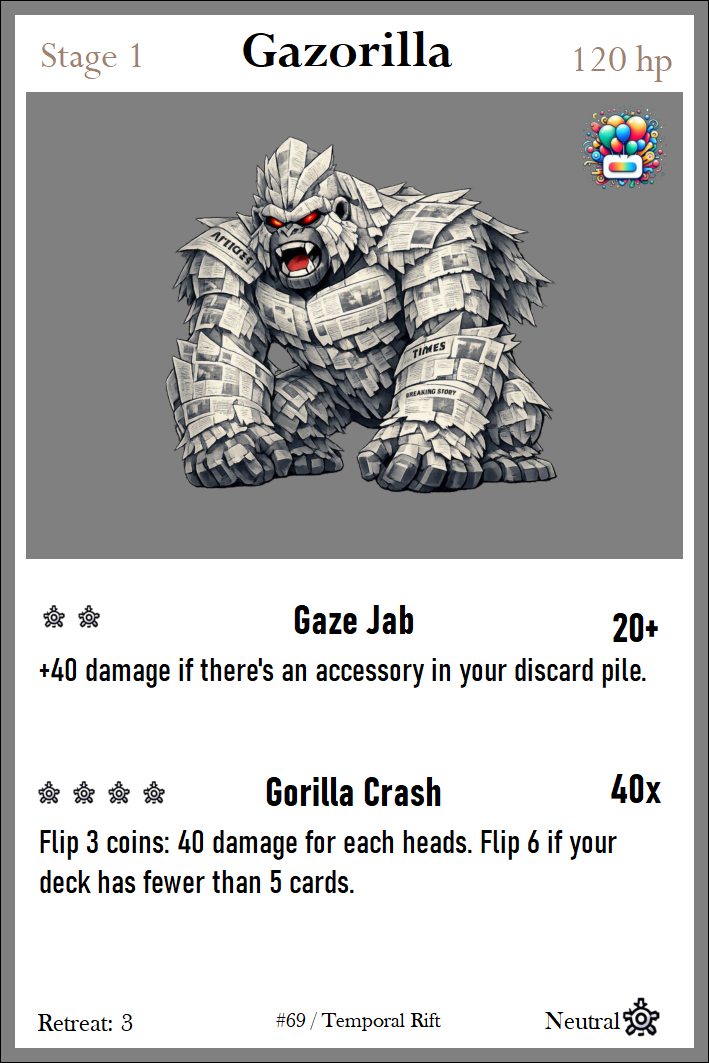 Stage 1 Gazorilla 120 hp
ARTICLES
TIMES
BREAKING STORY
Gaze Jab 20+
+40 damage if there's an accessory in your discard pile.
Gorilla Crash 40x
Flip 3 coins: 40 damage for each heads. Flip 6 if your
deck has fewer than 5 cards.
Retreat: 3 #69 / Temporal Rift Neutral